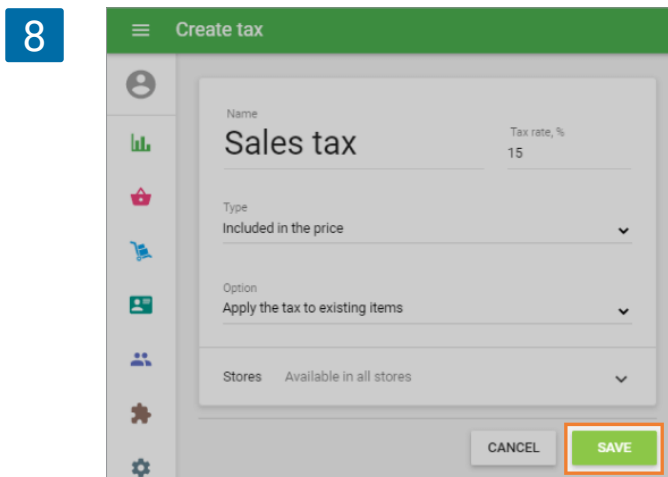 8
Create tax
Name
Sales tax
Tax rate, %
15
Type
Included in the price
Option
Apply the tax to existing items
Stores Available in all stores
CANCEL SAVE